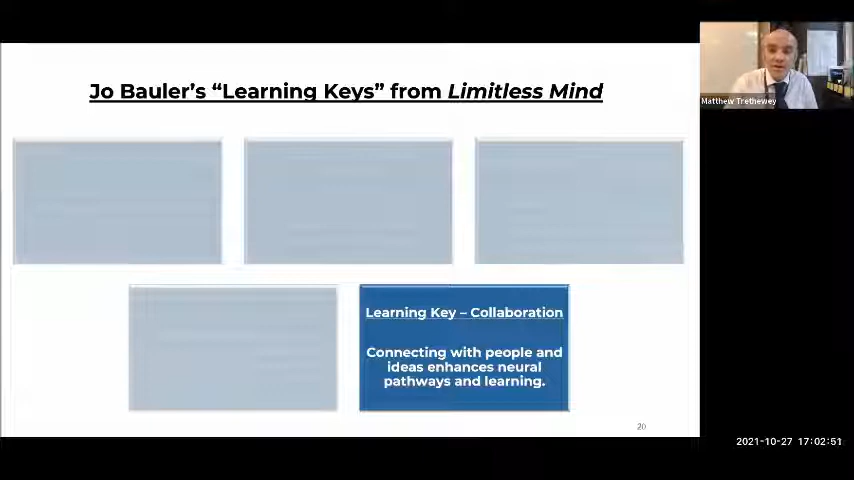 Jo Bauler's “Learning Keys” from Limitless Mind
Matthew Trethewey
Learning Key – Collaboration
Connecting with people and
ideas enhances neural
pathways and learning.
20
2021-10-27 17:02:51